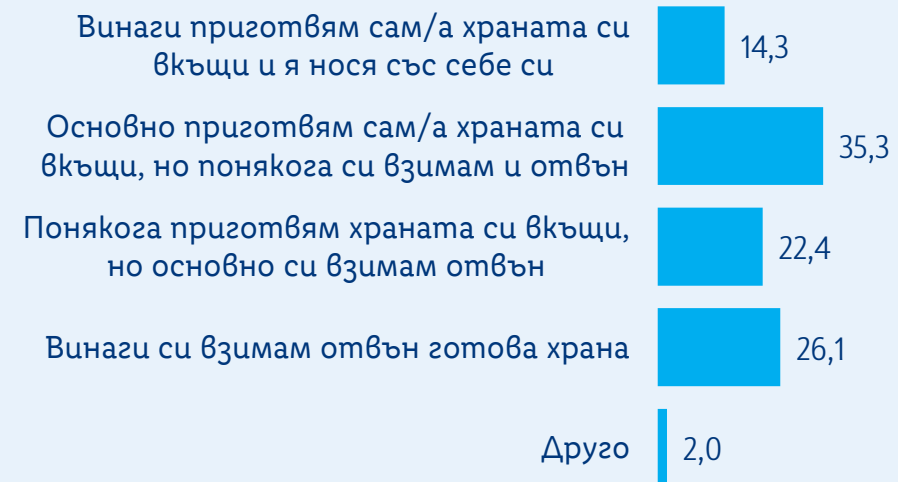 Винаги приготвям сам/а храната си
вкъщи и я нося със себе си
14,3
Основно приготвям сам/а храната си
вкъщи, но понякога си взимам и отвън
35,3
Понякога приготвям храната си вкъщи,
но основно си взимам отвън
22,4
Винаги си взимам отвън готова храна
26,1
Друго
2,0